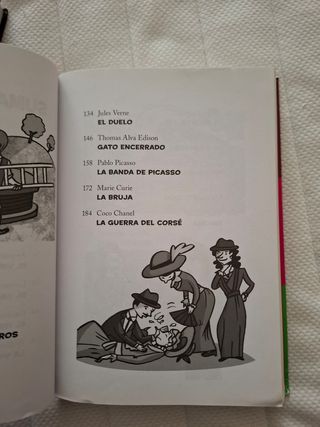 134 Jules Verne
EL DUELO
146 Thomas Alva Edison
GATO ENCERRADO
158 Pablo Picasso
LA BANDA DE PICASSO
172 Marie Curie
LA BRUJA
184 Coco Chanel
LA GUERRA DEL CORSÉ
ROS